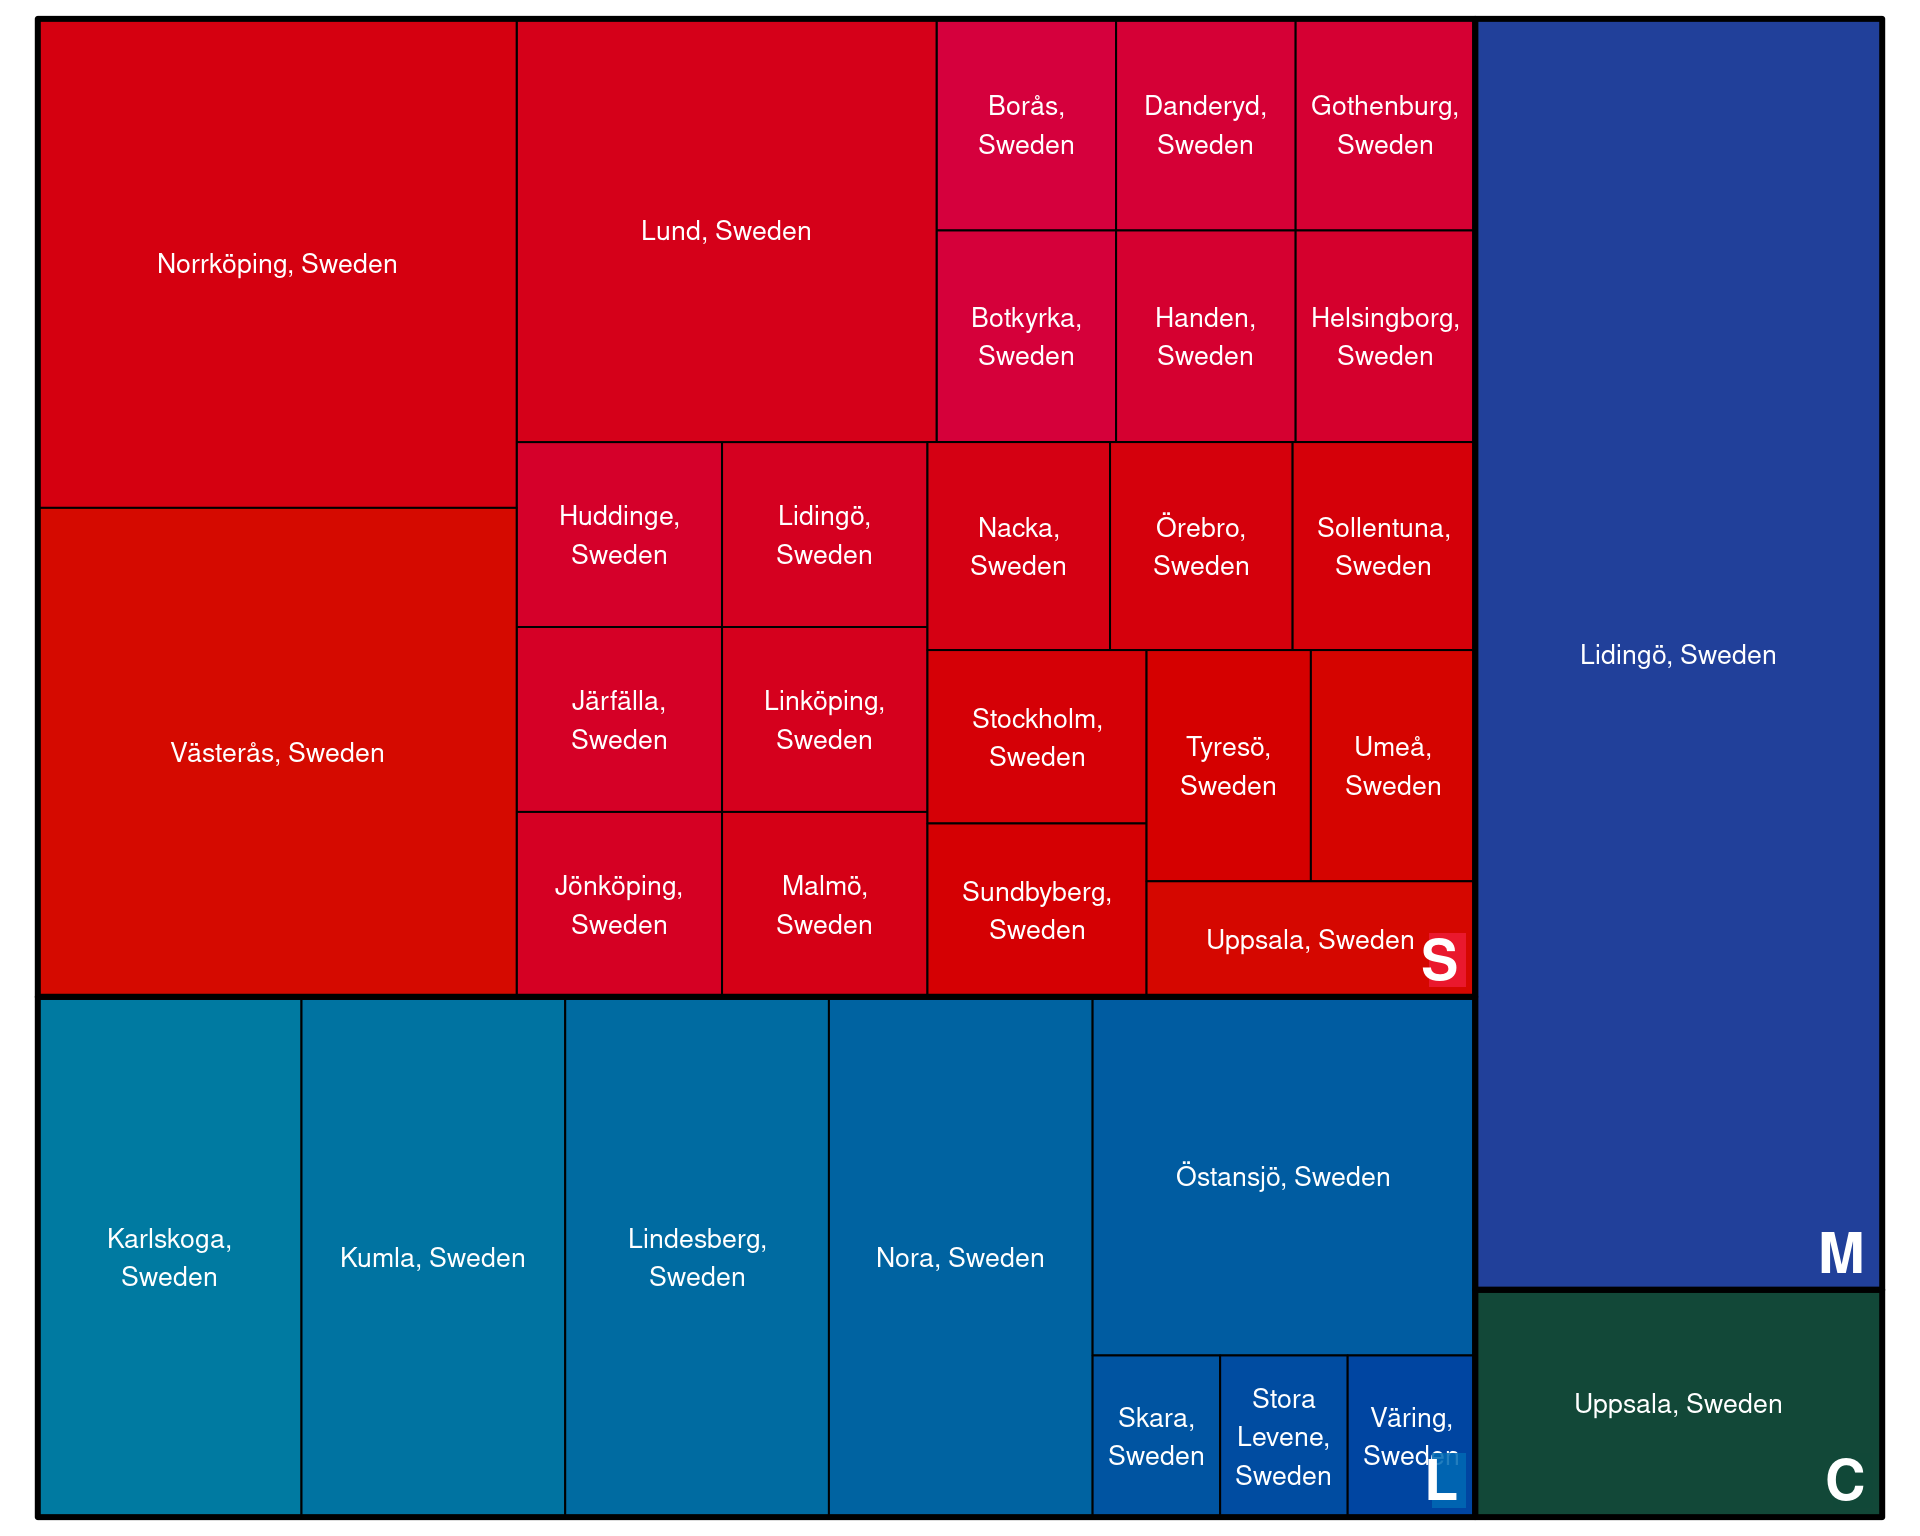 Norrköping, Sweden
Västerås, Sweden
Lund, Sweden
Borås,
Sweden
Danderyd,
Sweden
Gothenburg,
Sweden
Botkyrka,
Sweden
Handen,
Sweden
Helsingborg,
Sweden
Huddinge,
Sweden
Lidingö,
Sweden
Järfälla,
Sweden
Linköping,
Sweden
Jönköping,
Sweden
Malmö,
Sweden
Nacka,
Sweden
Örebro,
Sweden
Sollentuna,
Sweden
Stockholm,
Sweden
Sundbyberg,
Sweden
Tyresö,
Sweden
Umeå,
Sweden
Uppsala, Sweden
S
Karlskoga,
Sweden
Kumla, Sweden
Lindesberg,
Sweden
Nora, Sweden
Östansjö, Sweden
Skara,
Sweden
Stora
Levene,
Sweden
Väring,
Sweden
L
Lidingö, Sweden
M
Uppsala, Sweden
C